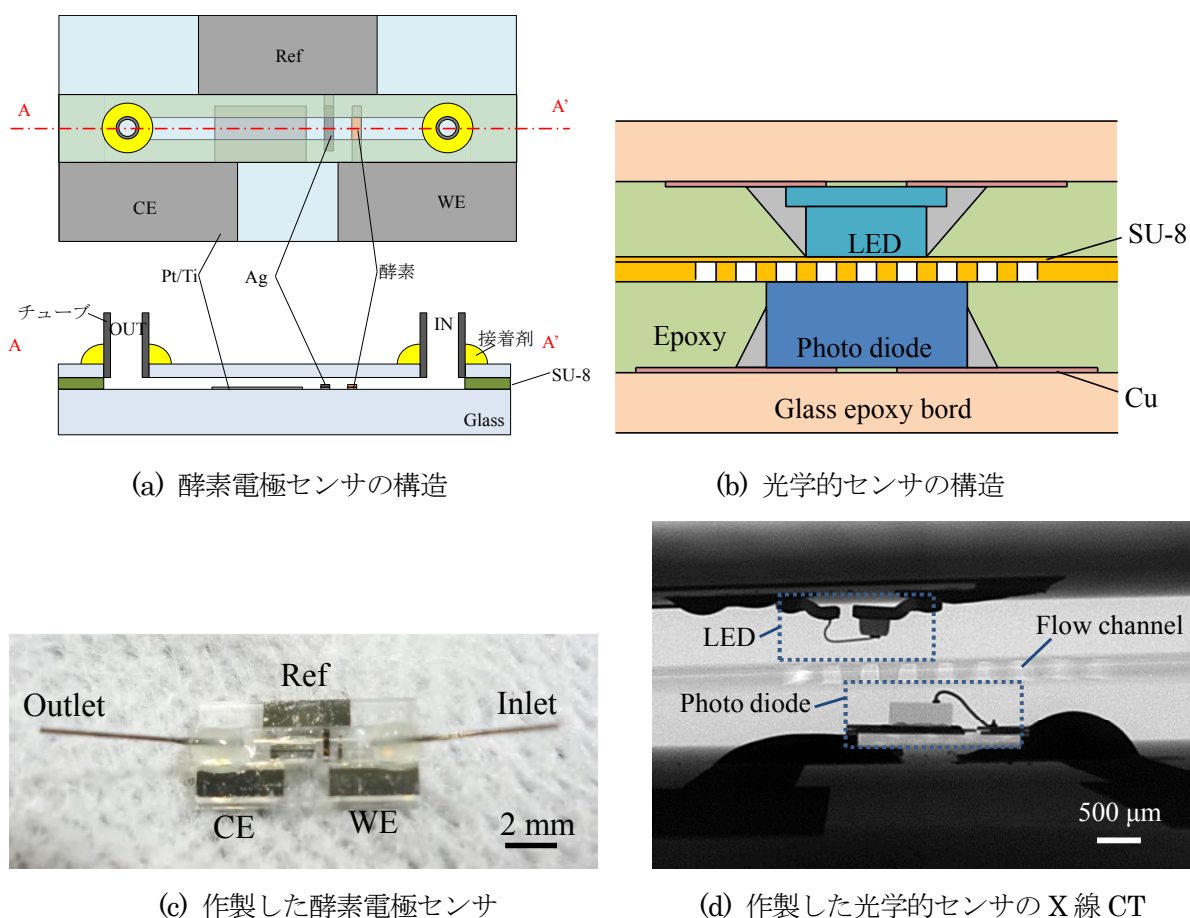 Ref
A
A'
CE
WE
Pt/Ti
Ag
酵素
チューブ
OUT
IN
接着剤
A
A'
SU-8
Glass
(a) 酵素電極センサの構造
LED
SU-8
Epoxy
Photo diode
Cu
Glass epoxy bord
(b) 光学的センサの構造
Ref
Outlet
Inlet
CE
WE
2 mm
(c) 作製した酵素電極センサ
LED
Flow channel
Photo diode
500 μm
(d) 作製した光学的センサの X 線 CT